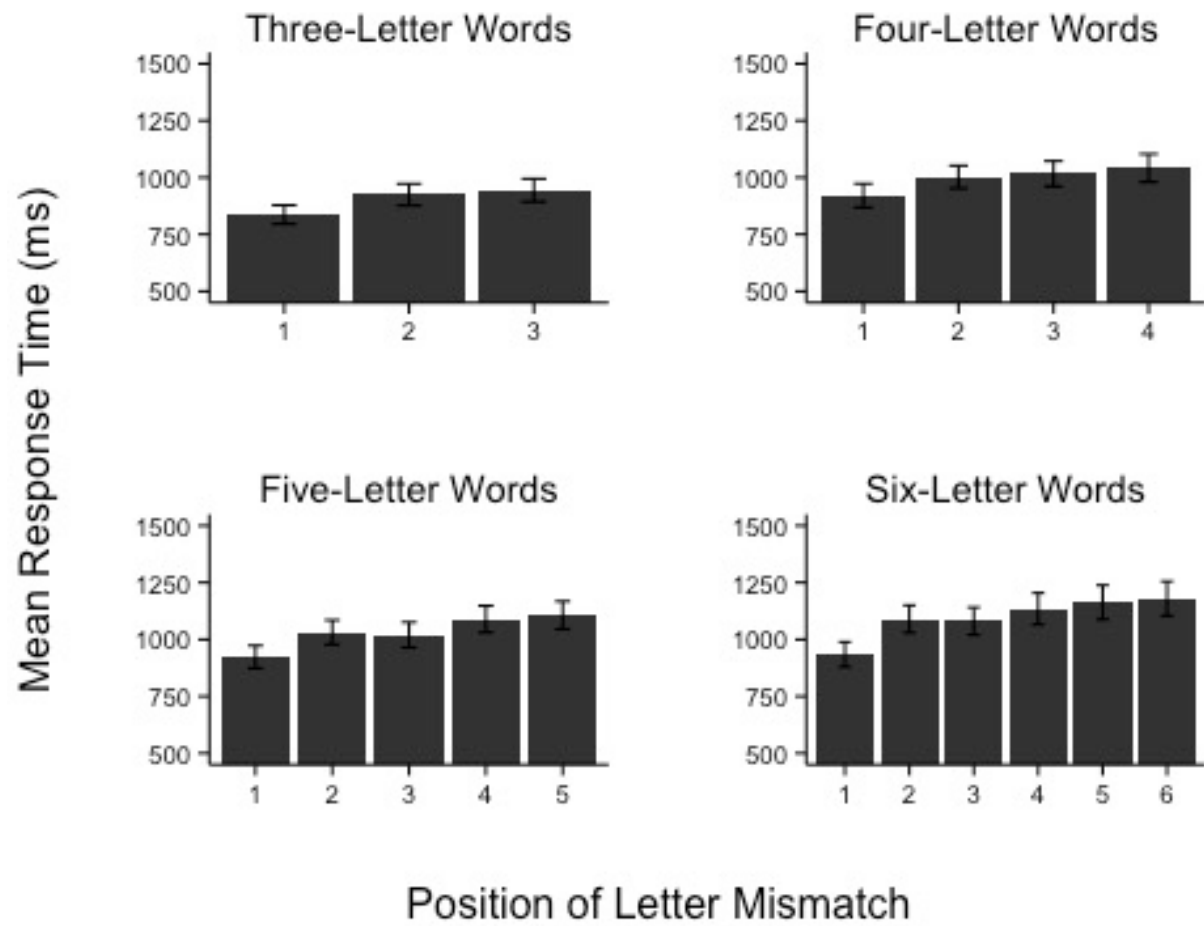 Three-Letter Words
Four-Letter Words
1500
1250
1000
750
500
1 2 3
1500
1250
1000
750
500
1 2 3 4
Mean Response Time (ms)
Five-Letter Words
Six-Letter Words
1500
1250
1000
750
500
1 2 3 4 5
1500
1250
1000
750
500
1 2 3 4 5 6
Position of Letter Mismatch